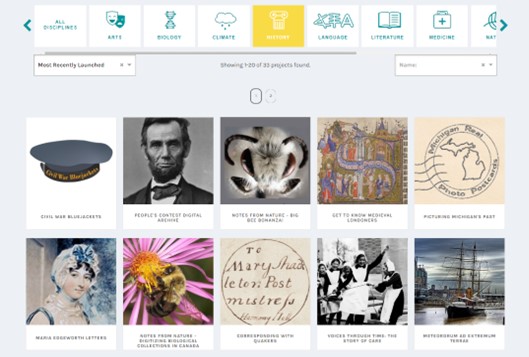 ALL
DISCIPLINES
ARTS
BIOLOGY
CLIMATE
HISTORY
LANGUAGE
LITERATURE
MEDICINE
NAT
Most Recently Launched
Showing 1-20 of 33 projects found.
Name:
1 2
Civil War Bluejackets
Michigan Real
Photo Postcards
CIVIL WAR BLUEJACKETS
PEOPLE'S CONTEST DIGITAL
ARCHIVE
NOTES FROM NATURE - BIG
BEE BONANZA!
GET TO KNOW MEDIEVAL
LONDONERS
PICTURING MICHIGAN'S PAST
To
Mary Shack
leton Post
mistress
MARIA EDGEWORTH LETTERS
NOTES FROM NATURE -
DIGITIZING BIOLOGICAL
COLLECTIONS IN CANADA
CORRESPONDING WITH
QUAKERS
VOICES THROUGH TIME: THE
STORY OF CARE
METEORORUM AD EXTREMUM
TERRAE